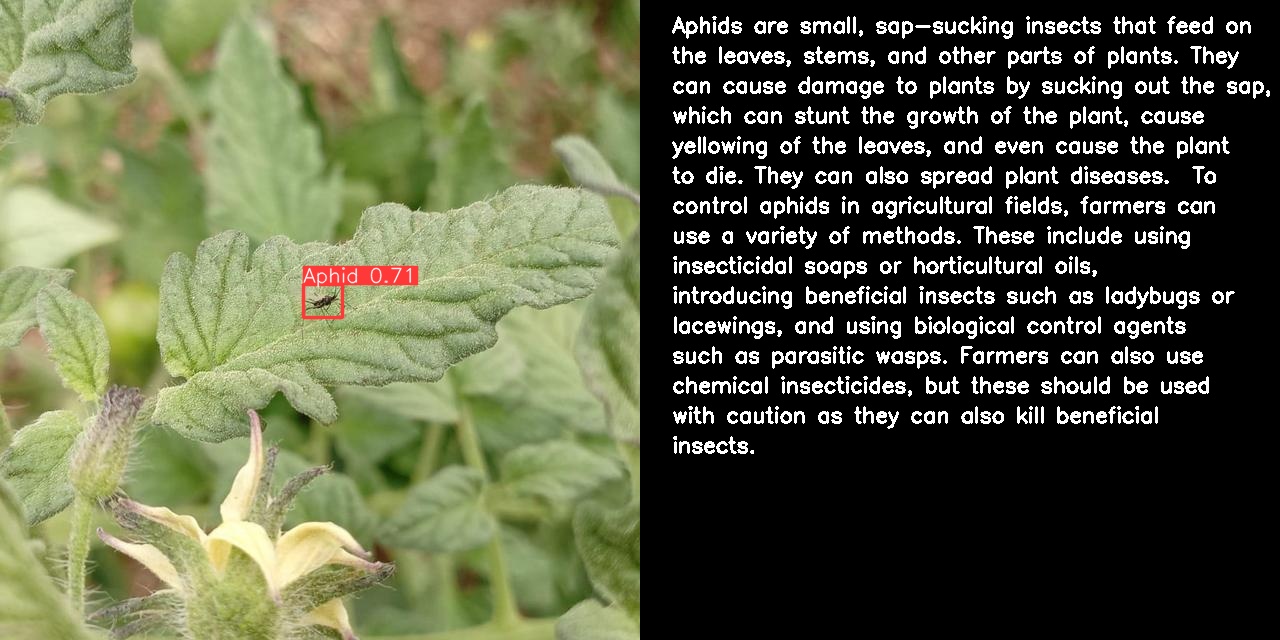 Aphid 0.71
Aphids are small, sap-sucking insects that feed on
the leaves, stems, and other parts of plants. They
can cause damage to plants by sucking out the sap,
which can stunt the growth of the plant, cause
yellowing of the leaves, and even cause the plant
to die. They can also spread plant diseases.  To
control aphids in agricultural fields, farmers can
use a variety of methods. These include using
insecticidal soaps or horticultural oils,
introducing beneficial insects such as ladybugs or
lacewings, and using biological control agents
such as parasitic wasps. Farmers can also use
chemical insecticides, but these should be used
with caution as they can also kill beneficial
insects.